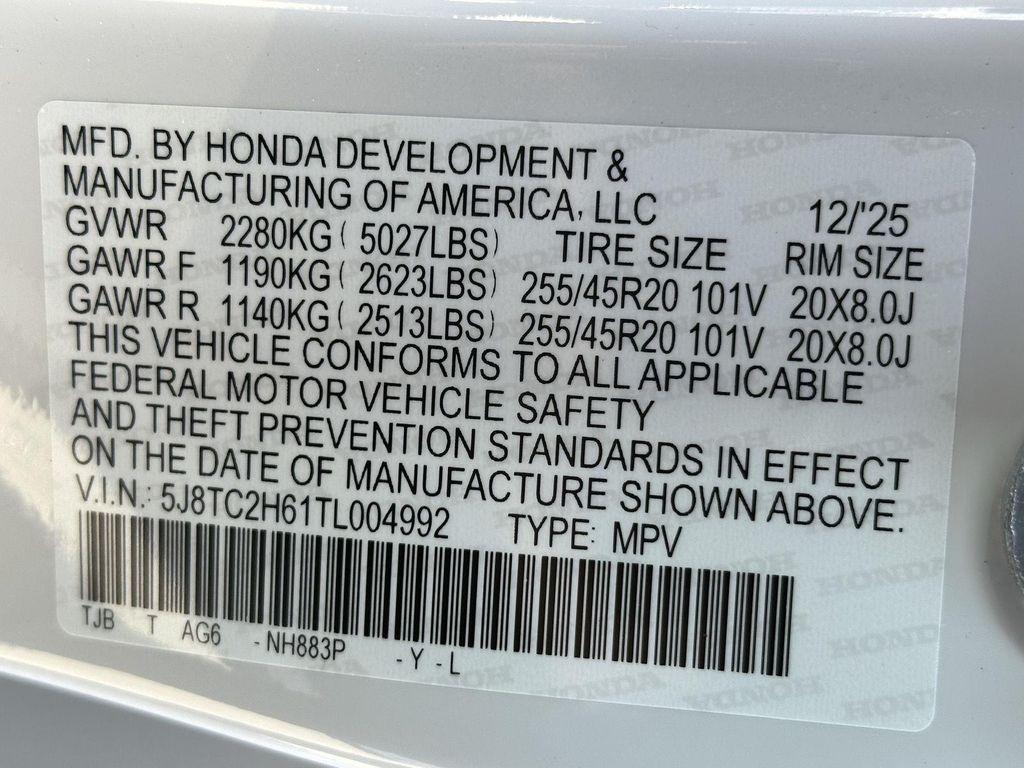 MFD. BY HONDA DEVELOPMENT &
MANUFACTURING OF AMERICA, LLC 12/'25
GVWR 2280KG ( 5027LBS) TIRE SIZE RIM SIZE
GAWR F 1190KG ( 2623LBS) 255/45R20 101V 20X8.0J
GAWR R 1140KG ( 2513LBS) 255/45R20 101V 20X8.0J
THIS VEHICLE CONFORMS TO ALL APPLICABLE
FEDERAL MOTOR VEHICLE SAFETY
AND THEFT PREVENTION STANDARDS IN EFFECT
ON THE DATE OF MANUFACTURE SHOWN ABOVE.
V.I.N.: 5J8TC2H61TL004992 TYPE: MPV
TJB T AG6 -NH883P -Y-L